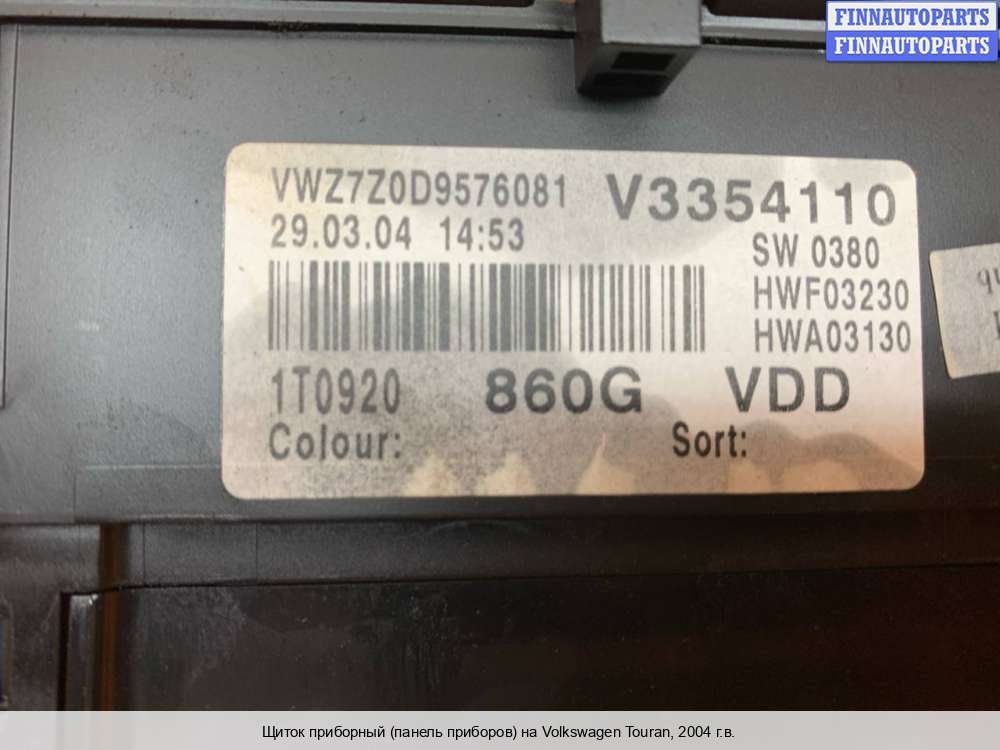 FINNAUTOPARTS
FINNAUTOPARTS
VWZ7Z0D9576081 V3354110
29.03.04 14:53 SW 0380
HWF03230
HWA03130
1T0920 860G VDD
Colour: Sort:
Щиток приборный (панель приборов) на Volkswagen Touran, 2004 г.в.